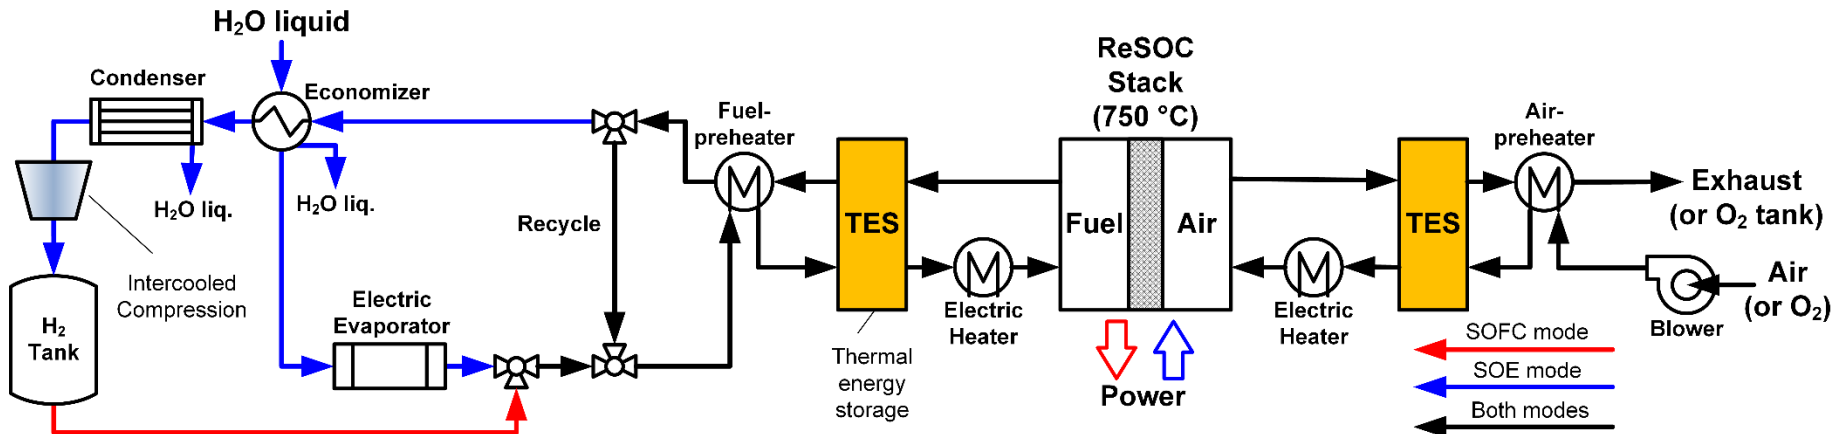 H₂O liquid
Condenser
Economizer
H₂O liq.
H₂O liq.
Intercooled
Compression
H₂
Tank
Electric
Evaporator
Recycle
Fuel-
preheater
TES
Thermal
energy
storage
Electric
Heater
ReSOC
Stack
(750 °C)
Fuel
Air
Power
Electric
Heater
TES
Air-
preheater
Exhaust
(or O₂ tank)
Air
(or O₂)
Blower
SOFC mode
SOE mode
Both modes